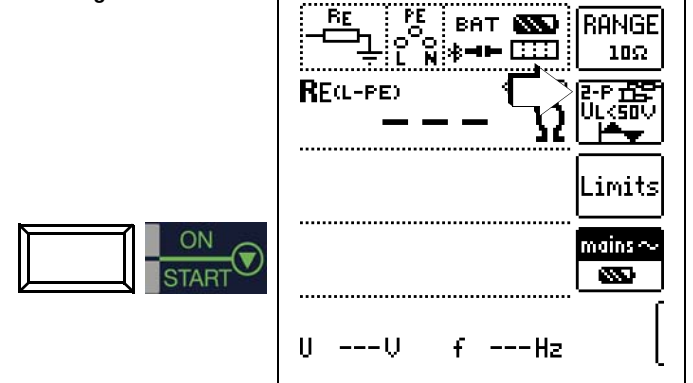 RE
PE
BAT
L N
RANGE
10Ω
RE(L-PE)
--- Ω
2-P
UL<50V
Limits
mains~
ON
START
U ---V f ---Hz